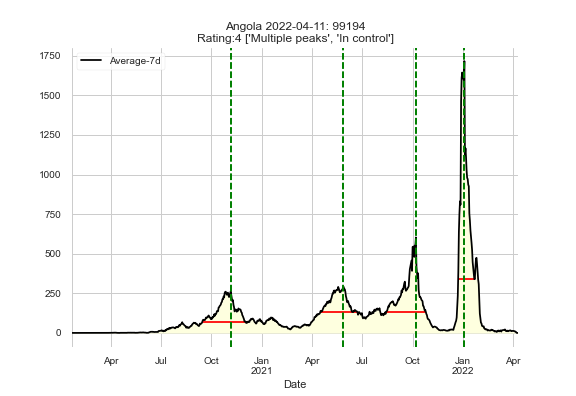 Angola 2022-04-11: 99194
Rating:4 ['Multiple peaks', 'In control']
Average-7d
1750
1500
1250
1000
750
500
250
0
Apr Jul Oct Jan Apr Jul Oct Jan Apr
2021 2022
Date